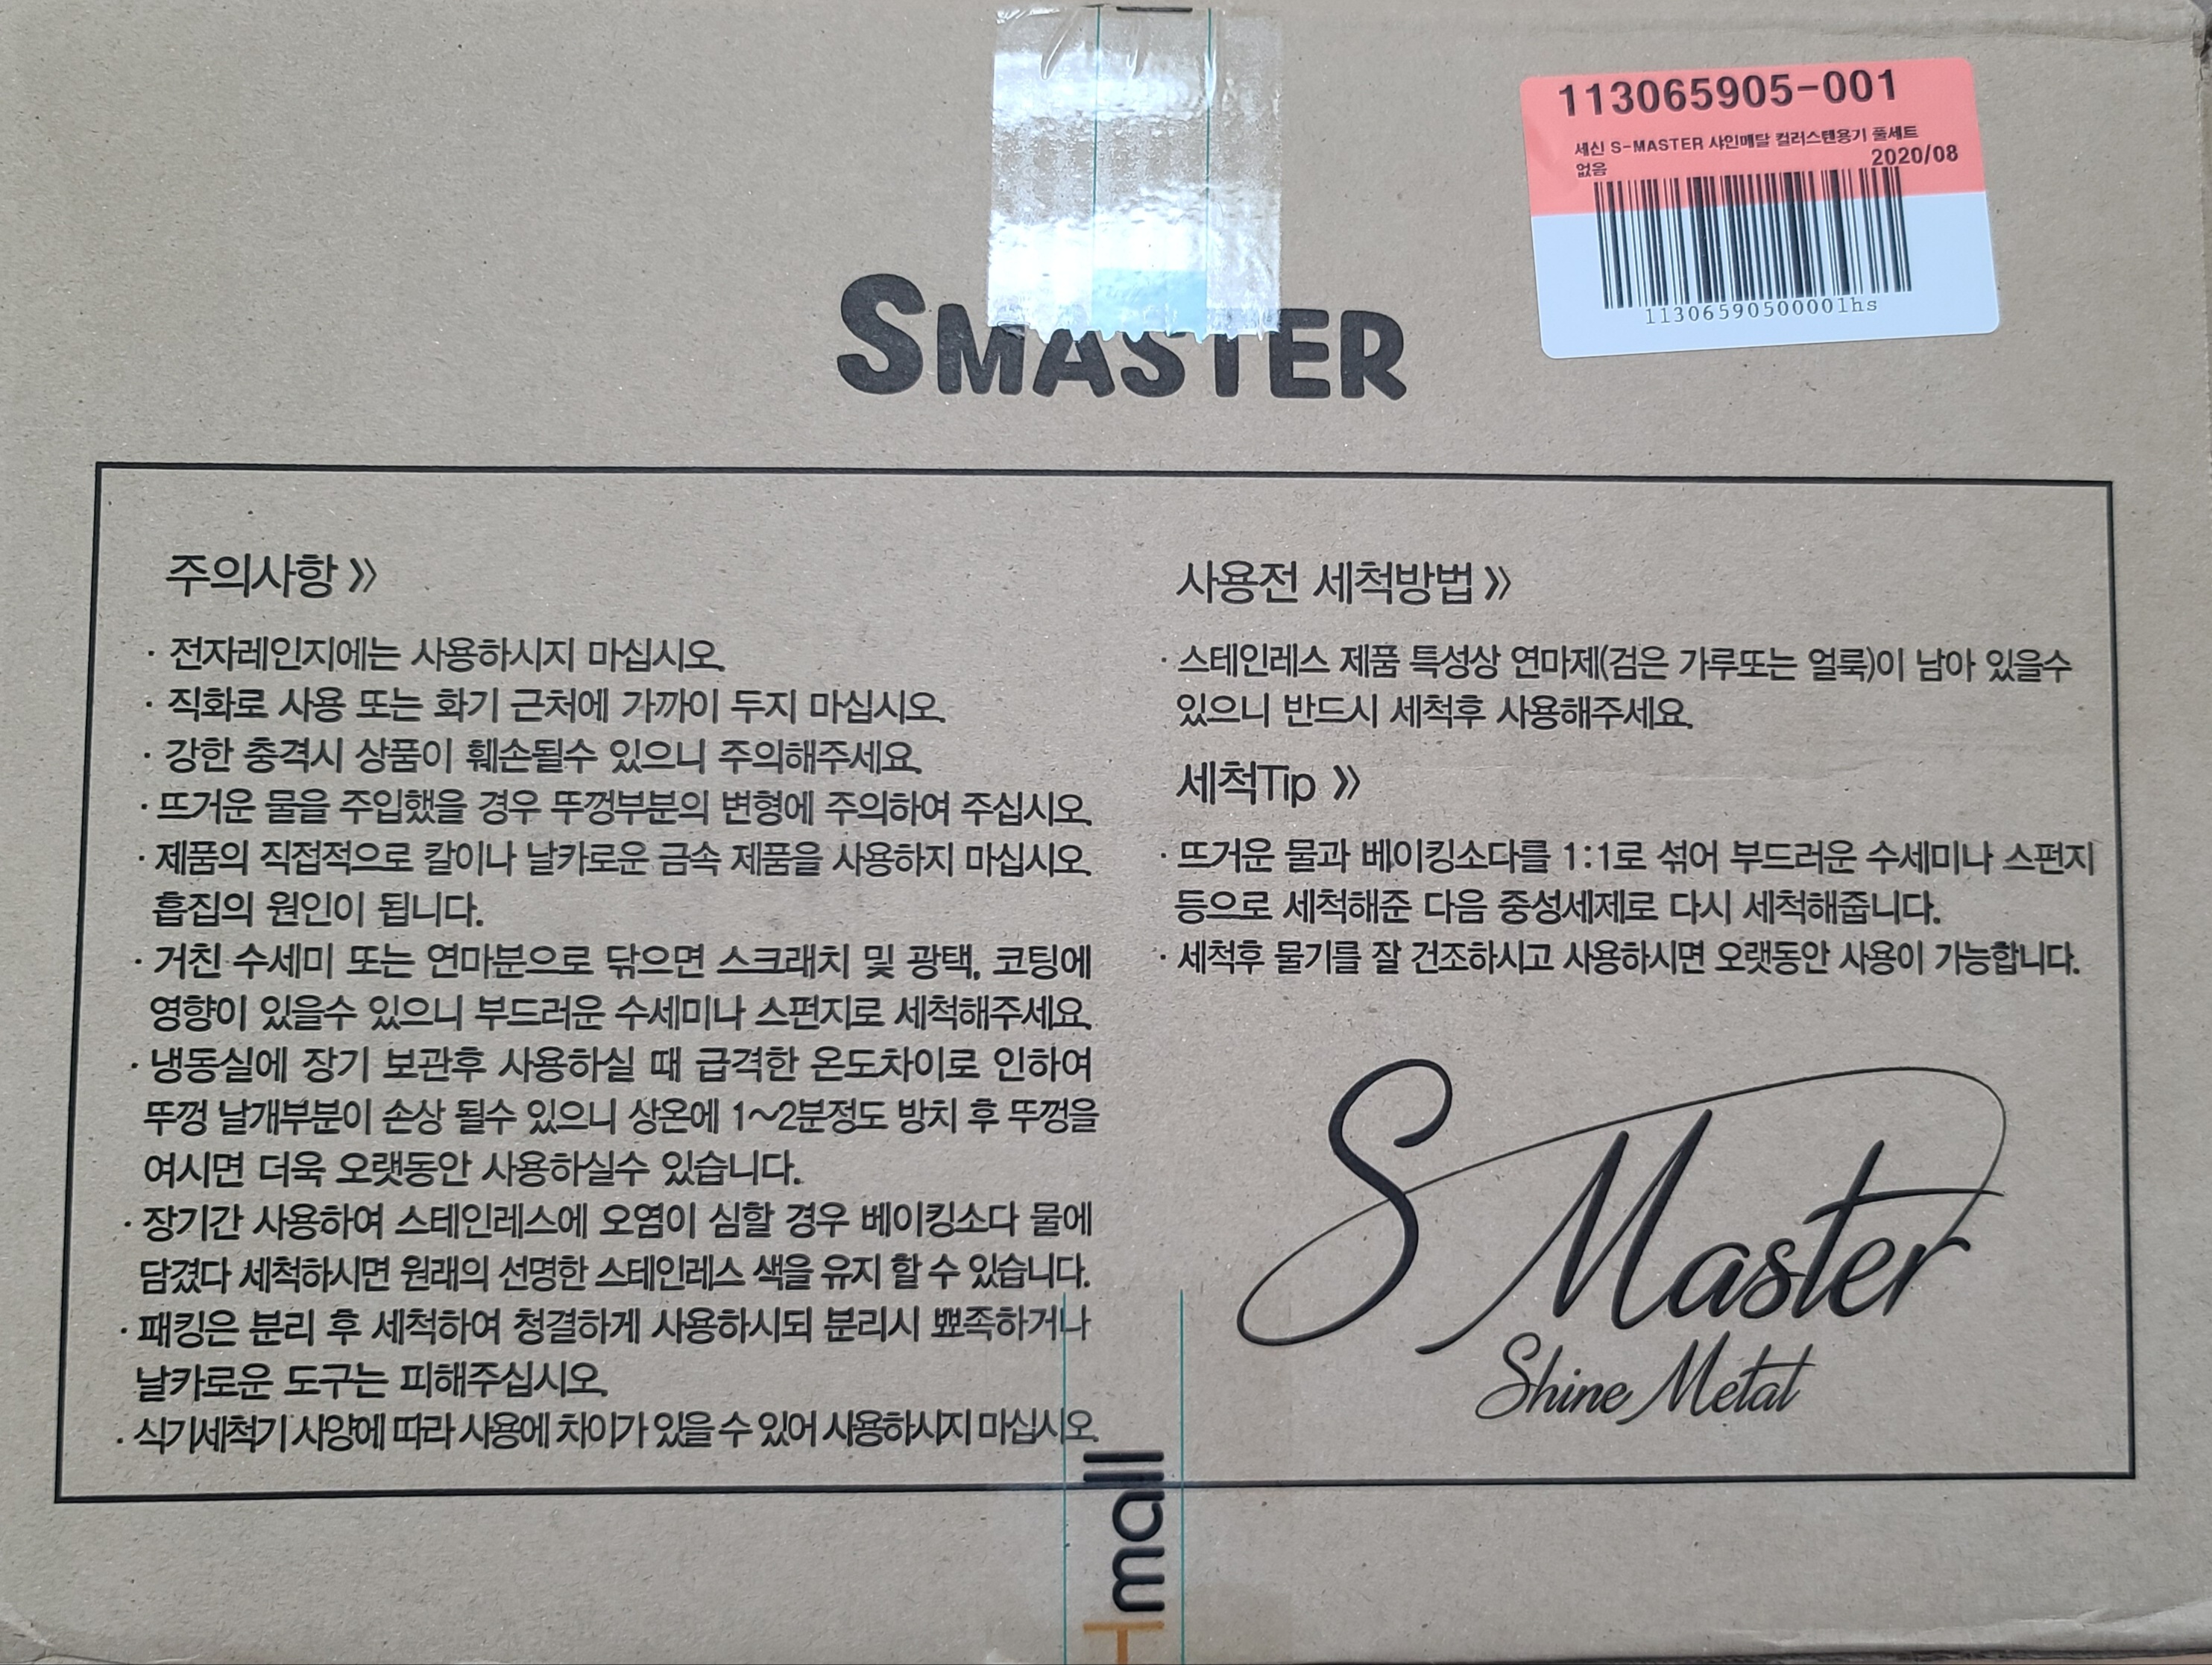 113065905-001
세신 S-MASTER 샤인메탈 컬러스텐용기 풀세트
없음 2020/08
11306590500001hs
SMASTER
주의사항 》
· 전자레인지에는 사용하시지 마십시오.
· 직화로 사용 또는 화기 근처에 가까이 두지 마십시오.
· 강한 충격시 상품이 훼손될수 있으니 주의해주세요.
· 뜨거운 물을 주입했을 경우 뚜껑부분의 변형에 주의하여 주십시오.
· 제품의 직접적으로 칼이나 날카로운 금속 제품을 사용하지 마십시오.
흡집의 원인이 됩니다.
· 거친 수세미 또는 연마분으로 닦으면 스크래치 및 광택, 코팅에
영향이 있을수 있으니 부드러운 수세미나 스펀지로 세척해주세요.
· 냉동실에 장기 보관후 사용하실 때 급격한 온도차이로 인하여
뚜껑 날개부분이 손상 될수 있으니 상온에 1~2분정도 방치 후 뚜껑을
여시면 더욱 오랫동안 사용하실수 있습니다.
· 장기간 사용하여 스테인레스에 오염이 심할 경우 베이킹소다 물에
담겼다 세척하시면 원래의 선명한 스테인레스 색을 유지 할 수 있습니다.
· 패킹은 분리 후 세척하여 청결하게 사용하시되 분리시 뾰족하거나
날카로운 도구는 피해주십시오.
· 식기세척기 사양에 따라 사용에 차이가 있을 수 있어 사용하시지 마십시오.
사용전 세척방법 》
· 스테인레스 제품 특성상 연마제(검은 가루또는 얼룩)이 남아 있을수
있으니 반드시 세척후 사용해주세요.
세척Tip 》
· 뜨거운 물과 베이킹소다를 1:1로 섞어 부드러운 수세미나 스펀지
등으로 세척해준 다음 중성세제로 다시 세척해줍니다.
· 세척후 물기를 잘 건조하시고 사용하시면 오랫동안 사용이 가능합니다.
S Master
Shine Metal
Hmall